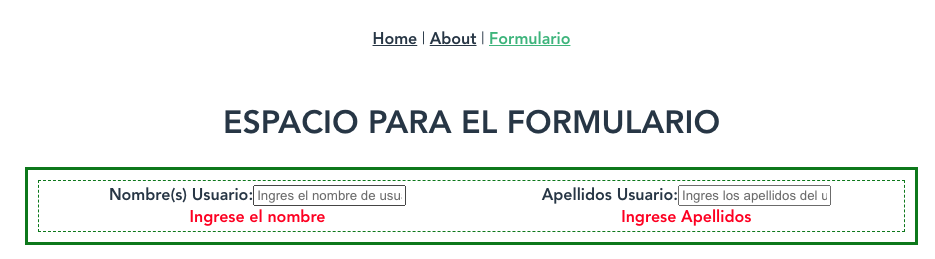 Home | About | Formulario
ESPACIO PARA EL FORMULARIO
Nombre(s) Usuario: Ingres el nombre de usu Apellidos Usuario: Ingres los apellidos del u
Ingrese el nombre Ingrese Apellidos